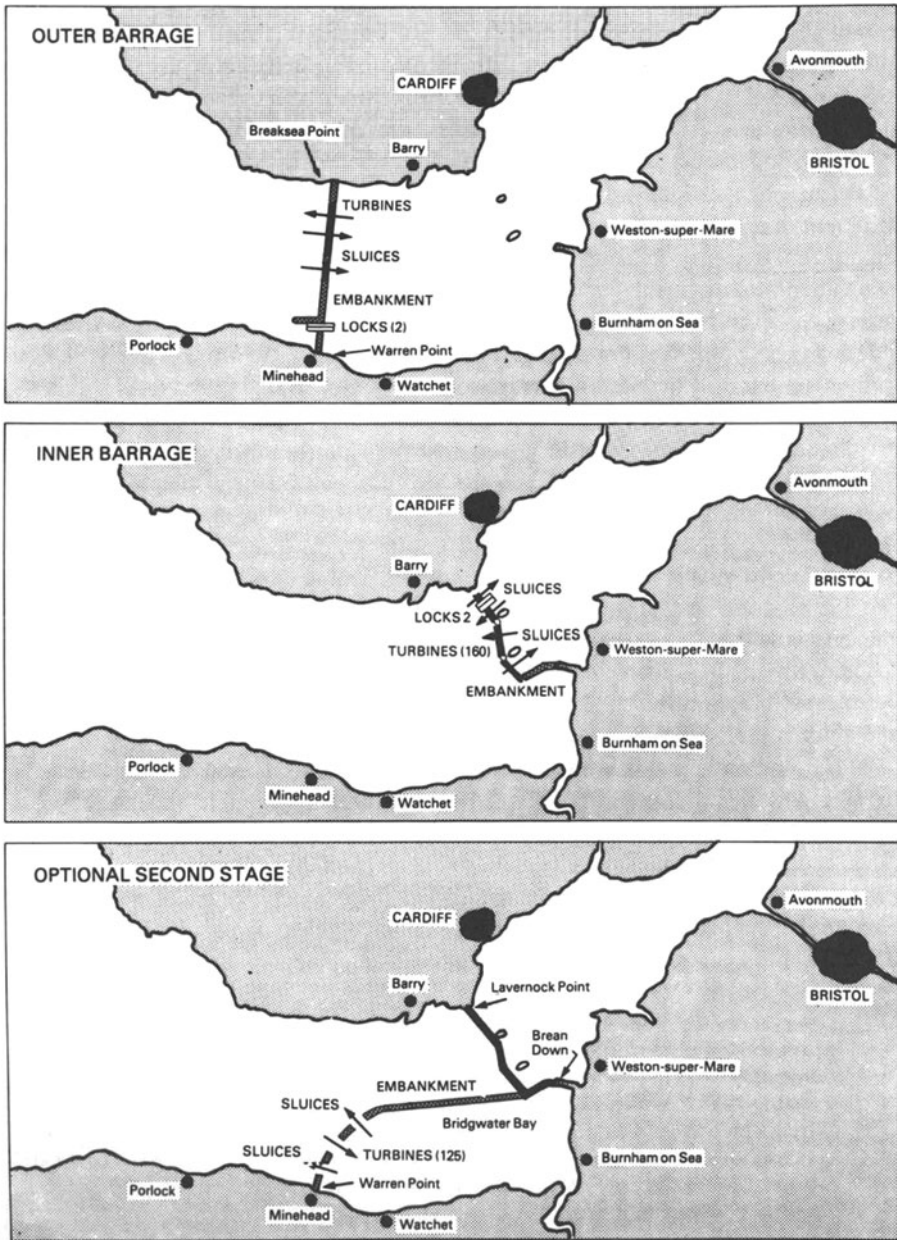 OUTER BARRAGE
Avonmouth
CARDIFF
Breaksea Point
Barry
BRISTOL
TURBINES
Weston-super-Mare
SLUICES
EMBANKMENT
LOCKS (2)
Burnham on Sea
Porlock
Warren Point
Minehead
Watchet
INNER BARRAGE
Avonmouth
CARDIFF
Barry
BRISTOL
SLUICES
LOCKS 2
SLUICES
TURBINES (160)
Weston-super-Mare
EMBANKMENT
Burnham on Sea
Porlock
Minehead
Watchet
OPTIONAL SECOND STAGE
Avonmouth
CARDIFF
Barry
Lavernock Point
BRISTOL
Brean
Down
Weston-super-Mare
EMBANKMENT
SLUICES
Bridgwater Bay
SLUICES
TURBINES (125)
Burnham on Sea
Porlock
Warren Point
Minehead
Watchet